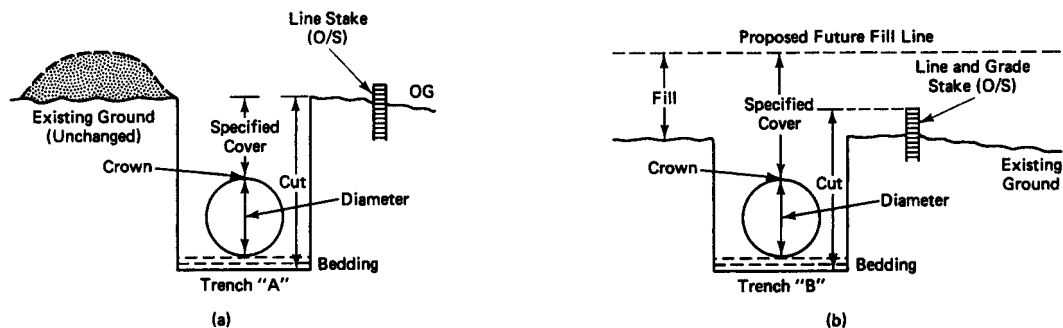 (a)
Line Stake
(O/S)
OG
Existing Ground
(Unchanged)
Specified
Cover
Crown
Cut
Diameter
Bedding
Trench "A"
(a)
(b)
Proposed Future Fill Line
Line and Grade
Stake (O/S)
Fill
Specified
Cover
Crown
Cut
Existing
Ground
Diameter
Bedding
Trench "B"
(b)